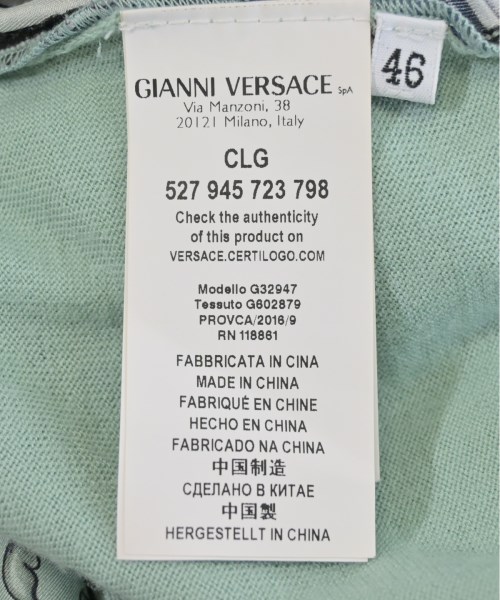 GIANNI VERSACE SpA
Via Manzoni, 38
20121 Milano, Italy
CLG
527 945 723 798
Check the authenticity
of this product on
VERSACE.CERTILOGO.COM
Modello G32947
Tessuto G602879
PROVCA/2016/9
RN 118861
FABBRICATA IN CINA
MADE IN CHINA
FABRIQUÉ EN CHINE
HECHO EN CHINA
FABRICADO NA CHINA
中国制造
СДЕЛАНО В КИТАЕ
中国製
HERGESTELLT IN CHINA
46